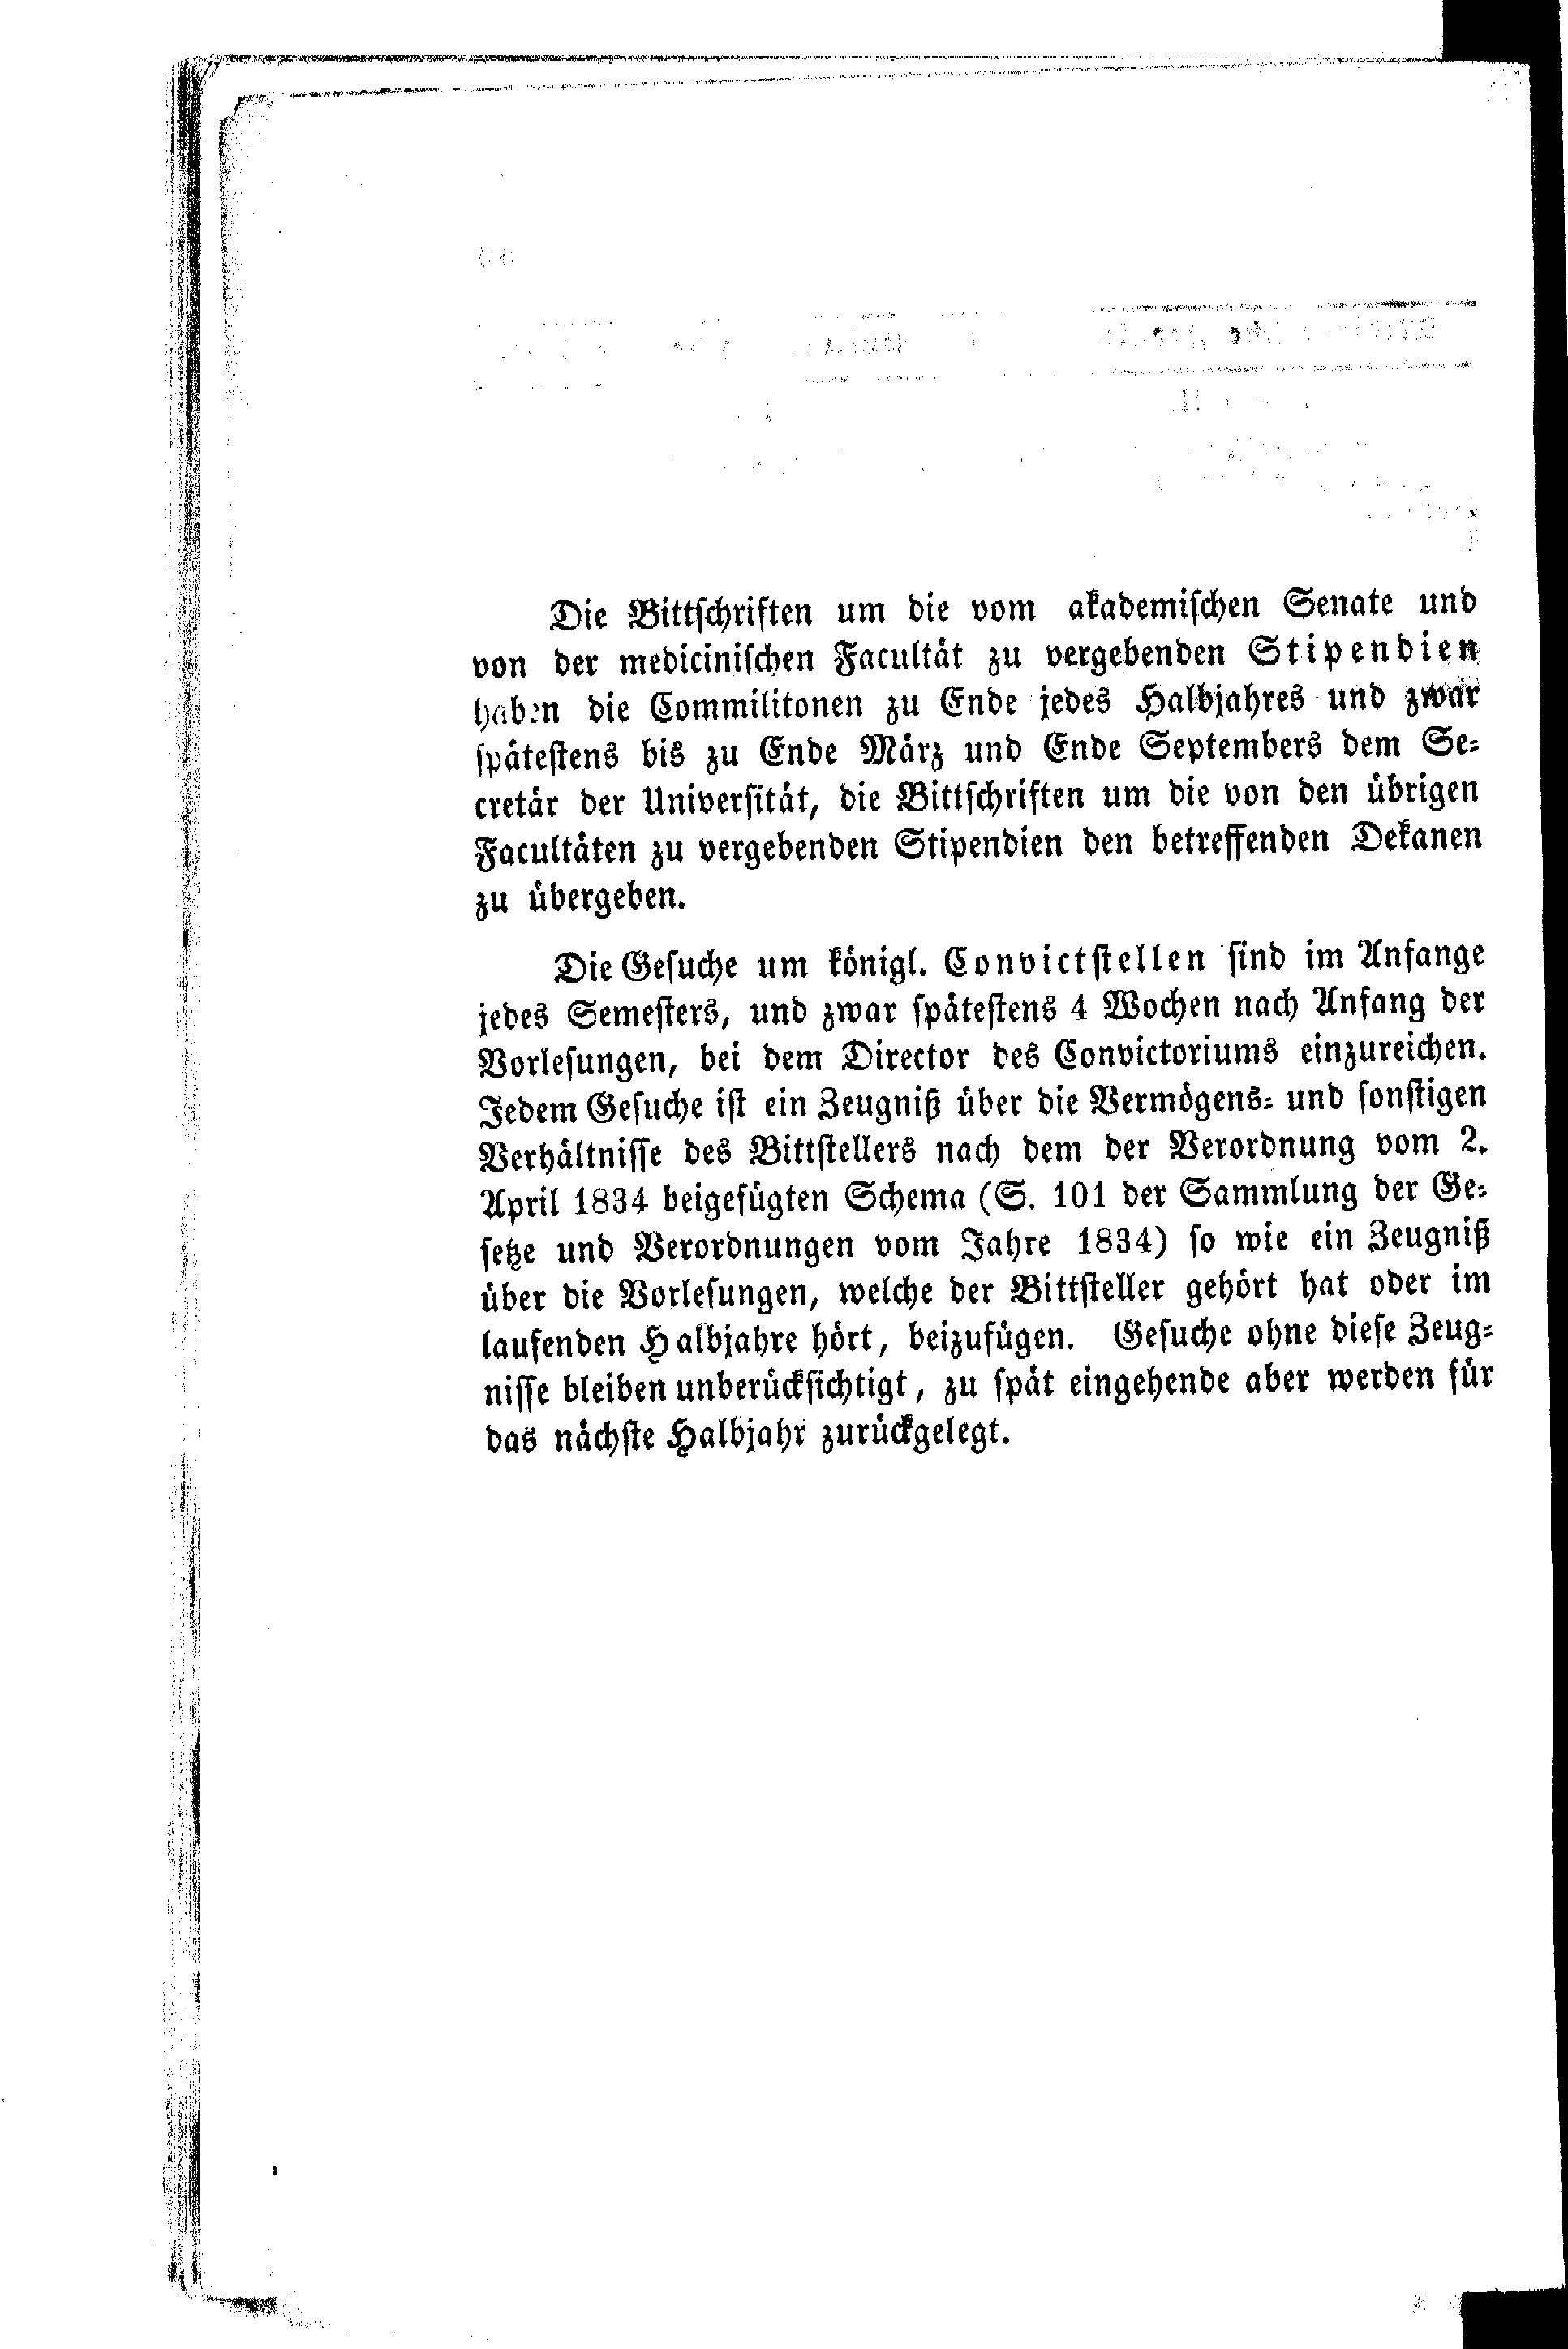 Die Bittschriften um die vom akademischen Senate und
von der medicinischen Facultät zu vergebenden Stipendien
haben die Commilitonen zu Ende jedes Halbjahres und zwar
spätestens bis zu Ende März und Ende Septembers dem Se-
cretär der Universität, die Bittschriften um die von den übrigen
Facultäten zu vergebenden Stipendien den betreffenden Dekanen
zu übergeben.
Die Gesuche um königl. Convictstellen sind im Anfange
jedes Semesters, und zwar spätestens 4 Wochen nach Anfang der
Vorlesungen, bei dem Director des Convictoriums einzureichen.
Jedem Gesuche ist ein Zeugniß über die Vermögens- und sonstigen
Verhältnisse des Bittstellers nach dem der Verordnung vom 2.
April 1834 beigefügten Schema (S. 101 der Sammlung der Ge-
setze und Verordnungen vom Jahre 1834) so wie ein Zeugniß
über die Vorlesungen, welche der Bittsteller gehört hat oder im
laufenden Halbjahre hört, beizufügen. Gesuche ohne diese Zeug-
nisse bleiben unberücksichtigt, zu spät eingehende aber werden für
das nächste Halbjahr zurückgelegt.